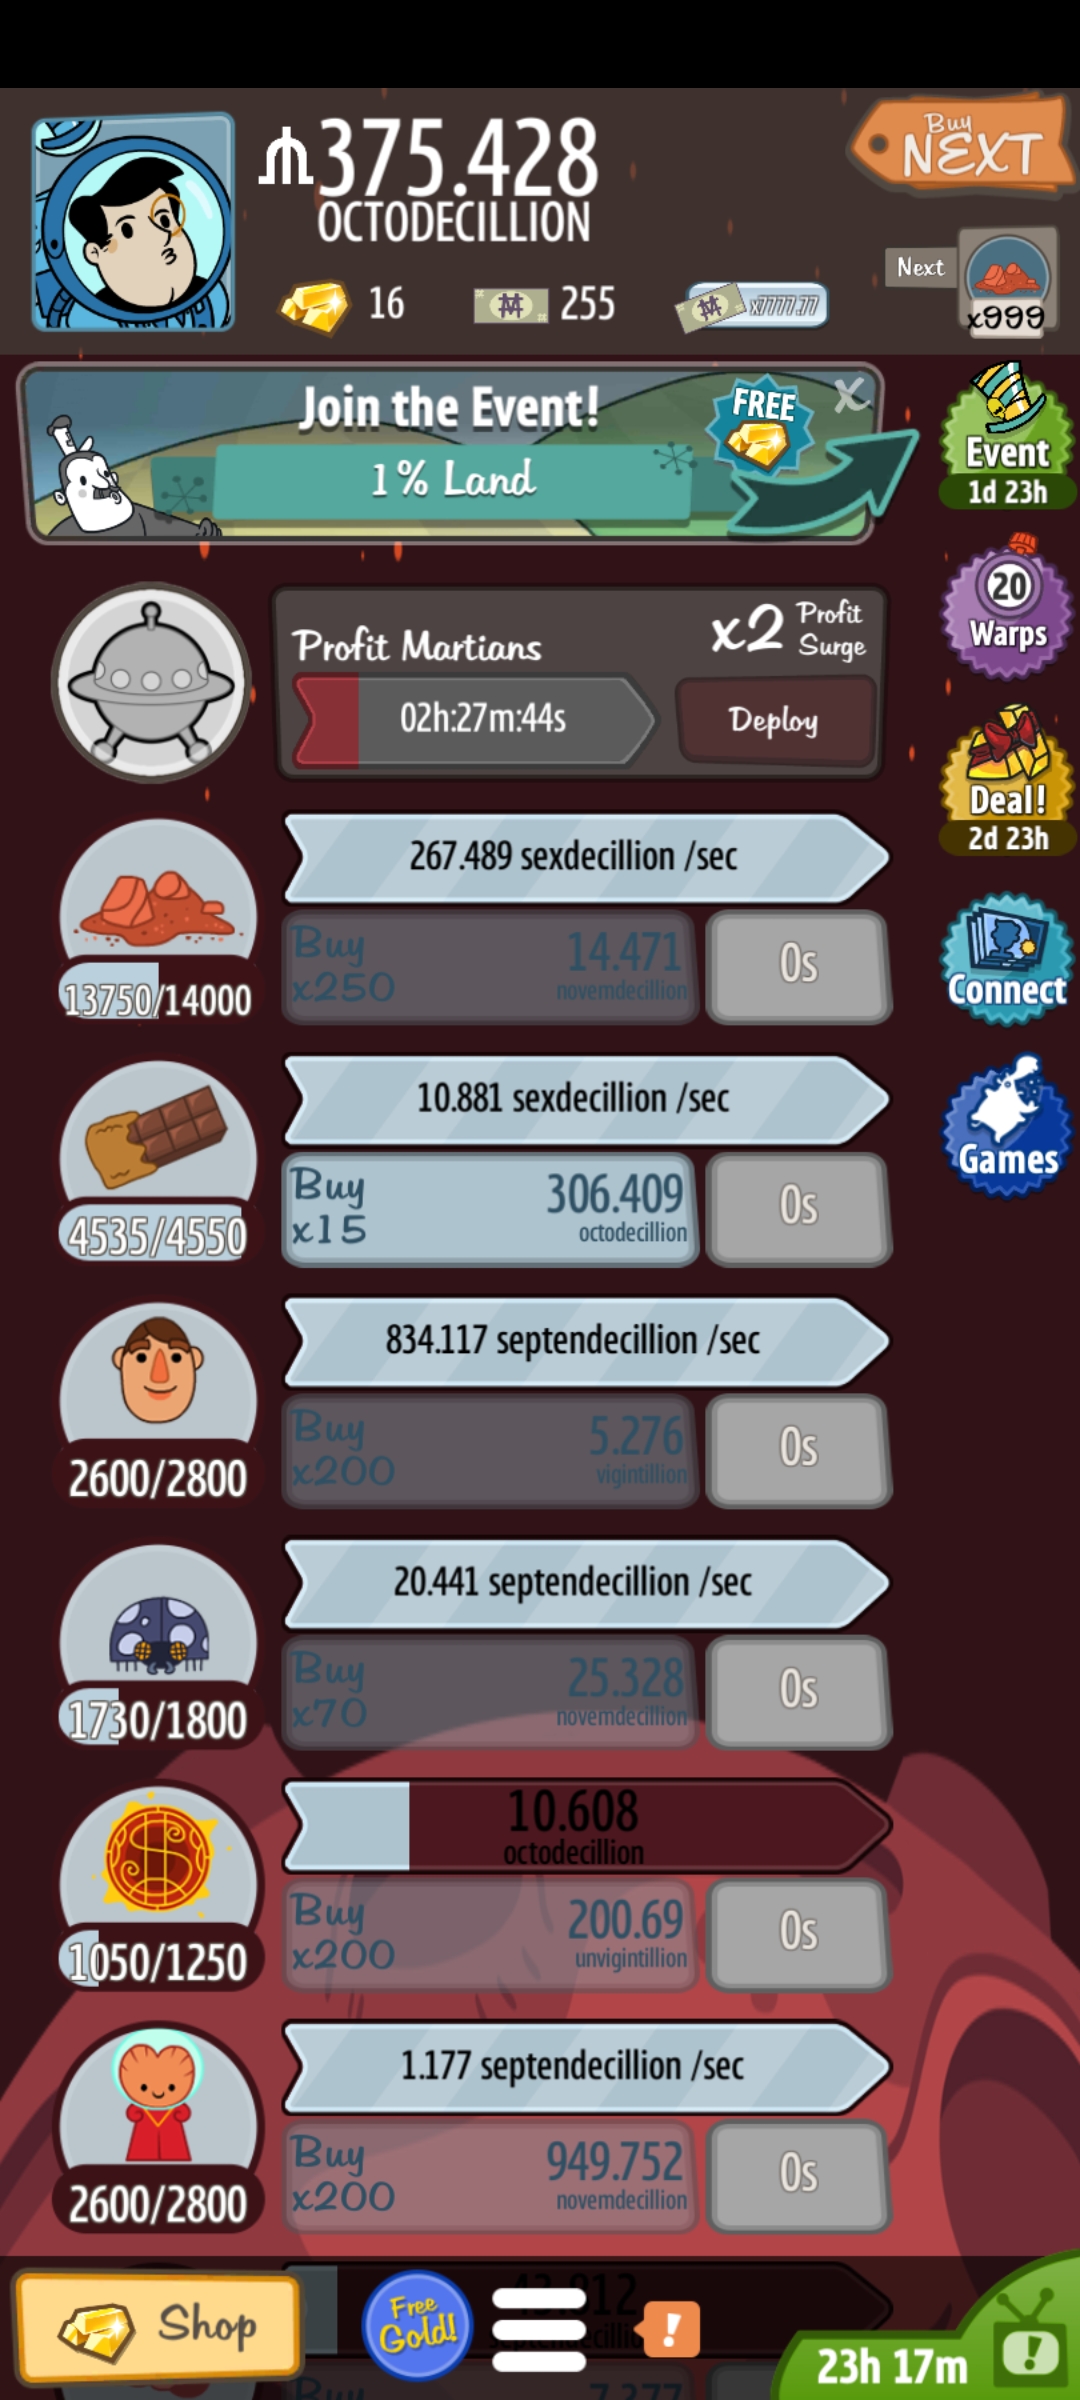 375.428
OCTODECILLION
Buy
NEXT
16
255
x7777.77
Next
x999
Join the Event!
1% Land
FREE
X
Event
1d 23h
Profit Martians
x2 Profit Surge
02h:27m:44s
Deploy
20
Warps
Deal!
2d 23h
Connect
Games
267.489 sexdecillion /sec
Buy
x250
14.471
novemdecillion
0s
13750/14000
10.881 sexdecillion /sec
Buy
x15
306.409
octodecillion
0s
4535/4550
834.117 septendecillion /sec
Buy
x200
5.276
vigintillion
0s
2600/2800
20.441 septendecillion /sec
Buy
x70
25.328
novemdecillion
0s
1730/1800
10.608
octodecillion
Buy
x200
200.69
unvigintillion
0s
1050/1250
1.177 septendecillion /sec
Buy
x200
949.752
novemdecillion
0s
2600/2800
Shop
Free
Gold!
!
23h 17m
!
Buy
7.377